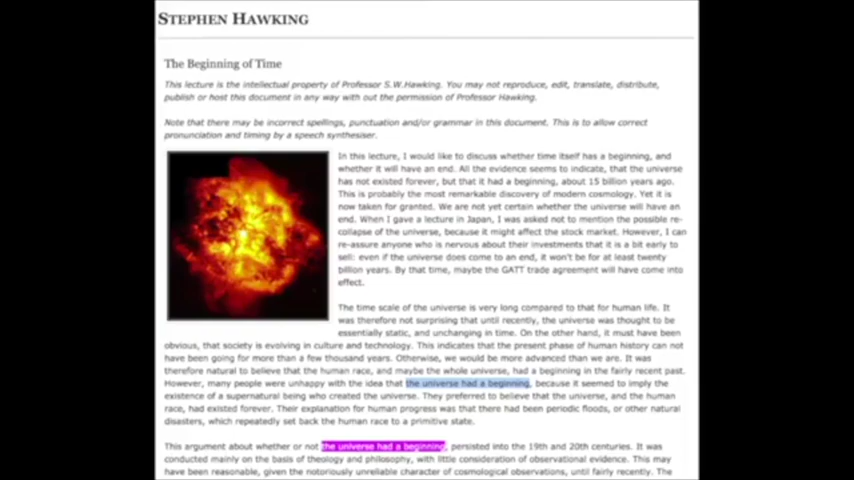 STEPHEN HAWKING
The Beginning of Time
This lecture is the intellectual property of Professor S.W.Hawking. You may not reproduce, edit, translate, distribute,
publish or host this document in any way with out the permission of Professor Hawking.
Note that there may be incorrect spellings, punctuation and/or grammar in this document. This is to allow correct
pronunciation and timing by a speech synthesiser.
In this lecture, I would like to discuss whether time itself has a beginning, and
whether it will have an end. All the evidence seems to indicate, that the universe
has not existed forever, but that it had a beginning, about 15 billion years ago.
This is probably the most remarkable discovery of modern cosmology. Yet it is
now taken for granted. We are not yet certain whether the universe will have an
end. When I gave a lecture in Japan, I was asked not to mention the possible re-
collapse of the universe, because it might affect the stock market. However, I can
re-assure anyone who is nervous about their investments that it is a bit early to
sell: even if the universe does come to an end, it won't be for at least twenty
billion years. By that time, maybe the GATT trade agreement will have come into
effect.
The time scale of the universe is very long compared to that for human life. It
was therefore not surprising that until recently, the universe was thought to be
essentially static, and unchanging in time. On the other hand, it must have been
obvious, that society is evolving in culture and technology. This indicates that the present phase of human history can not
have been going for more than a few thousand years. Otherwise, we would be more advanced than we are. It was
therefore natural to believe that the human race, and maybe the whole universe, had a beginning in the fairly recent past.
However, many people were unhappy with the idea that the universe had a beginning, because it seemed to imply the
existence of a supernatural being who created the universe. They preferred to believe that the universe, and the human
race, had existed forever. Their explanation for human progress was that there had been periodic floods, or other natural
disasters, which repeatedly set back the human race to a primitive state.
This argument about whether or not the universe had a beginning, persisted into the 19th and 20th centuries. It was
conducted mainly on the basis of theology and philosophy, with little consideration of observational evidence. This may
have been reasonable, given the notoriously unreliable character of cosmological observations, until fairly recently. The